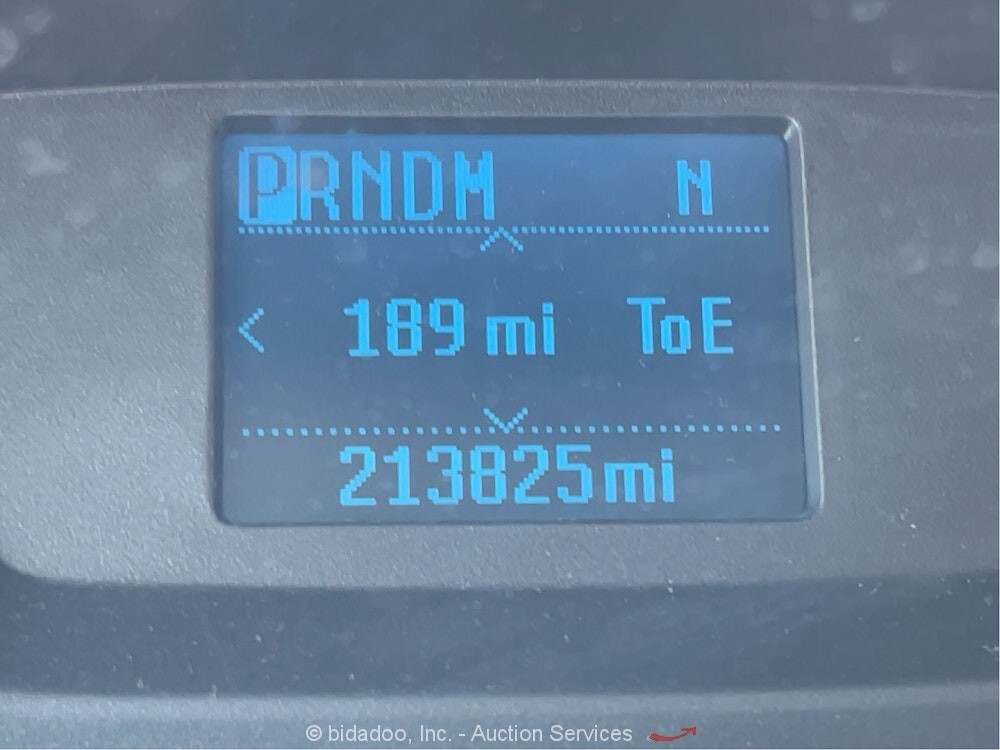 PRNDM N
< 189 mi ToE
213825mi
© bidadoo, Inc. - Auction Services